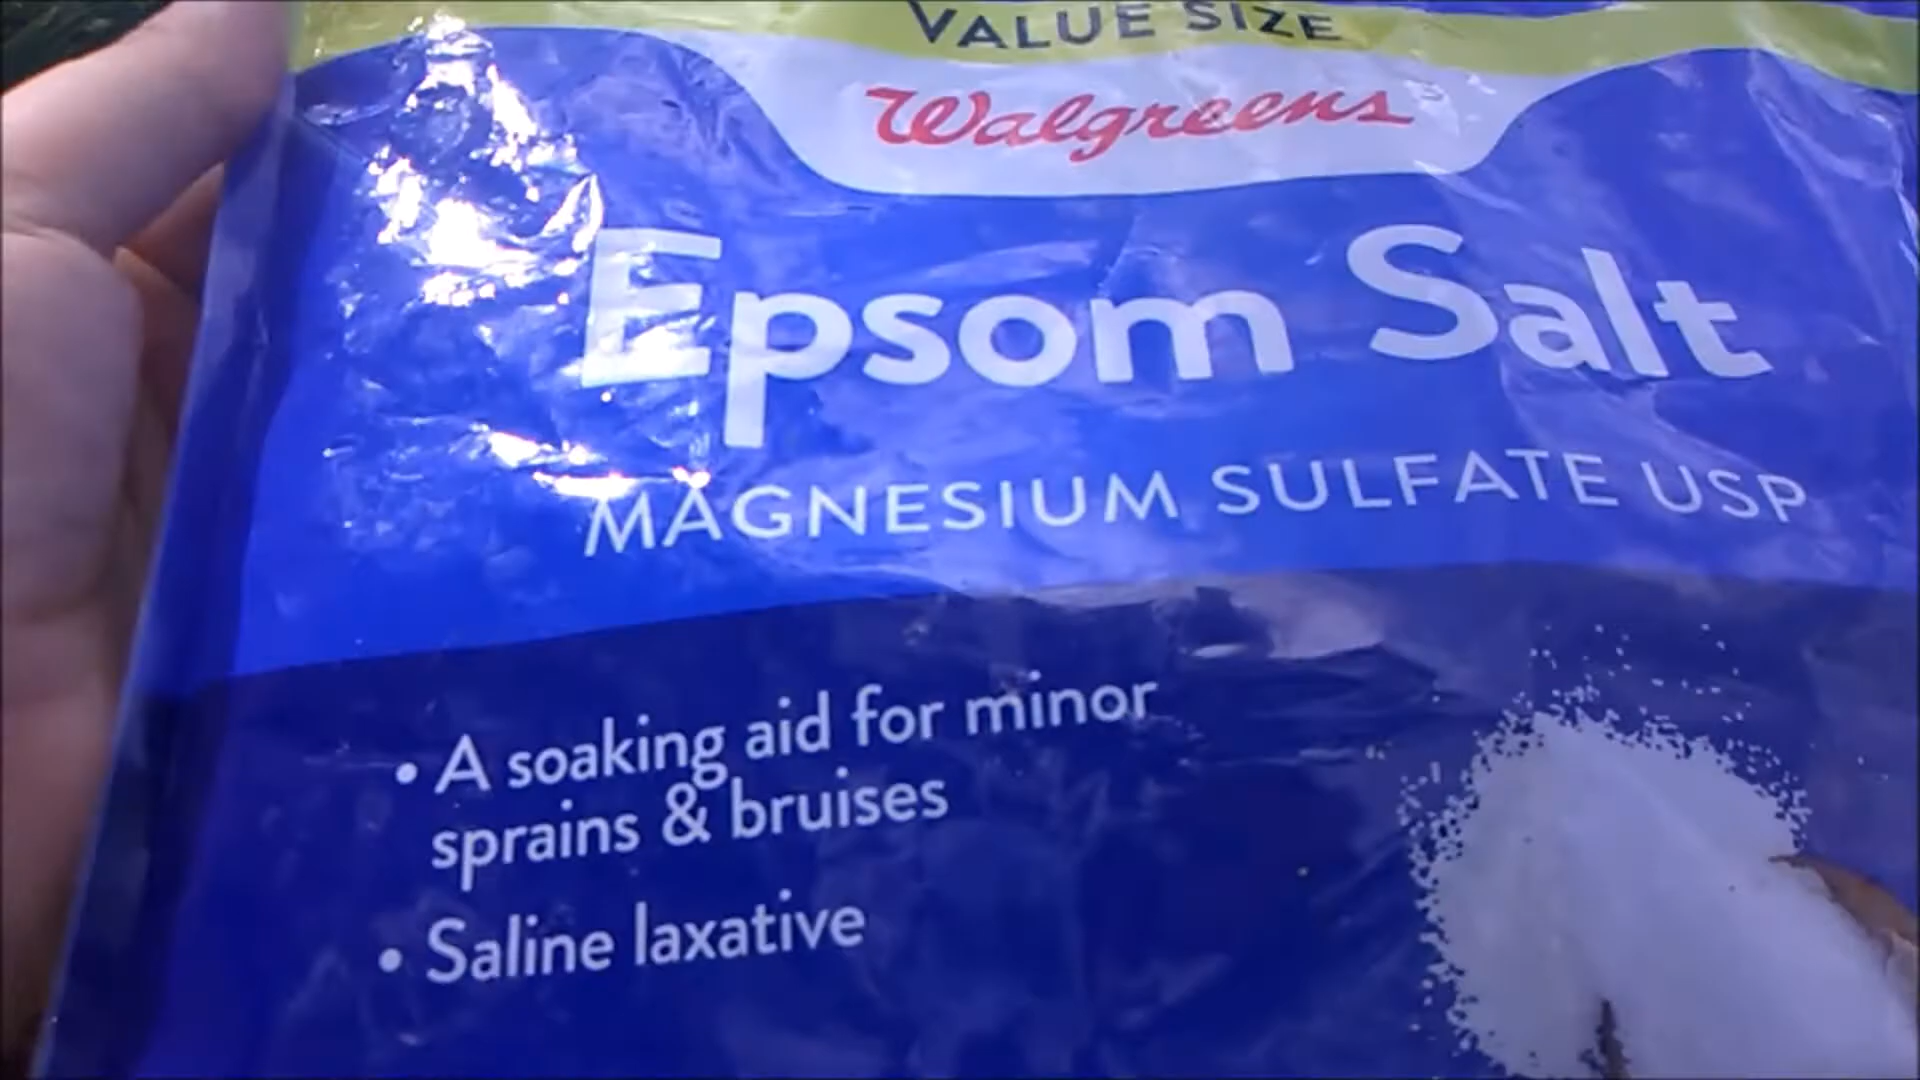 VALUE SIZE
Walgreens
Epsom Salt
MAGNESIUM SULFATE USP
• A soaking aid for minor
sprains & bruises
• Saline laxative